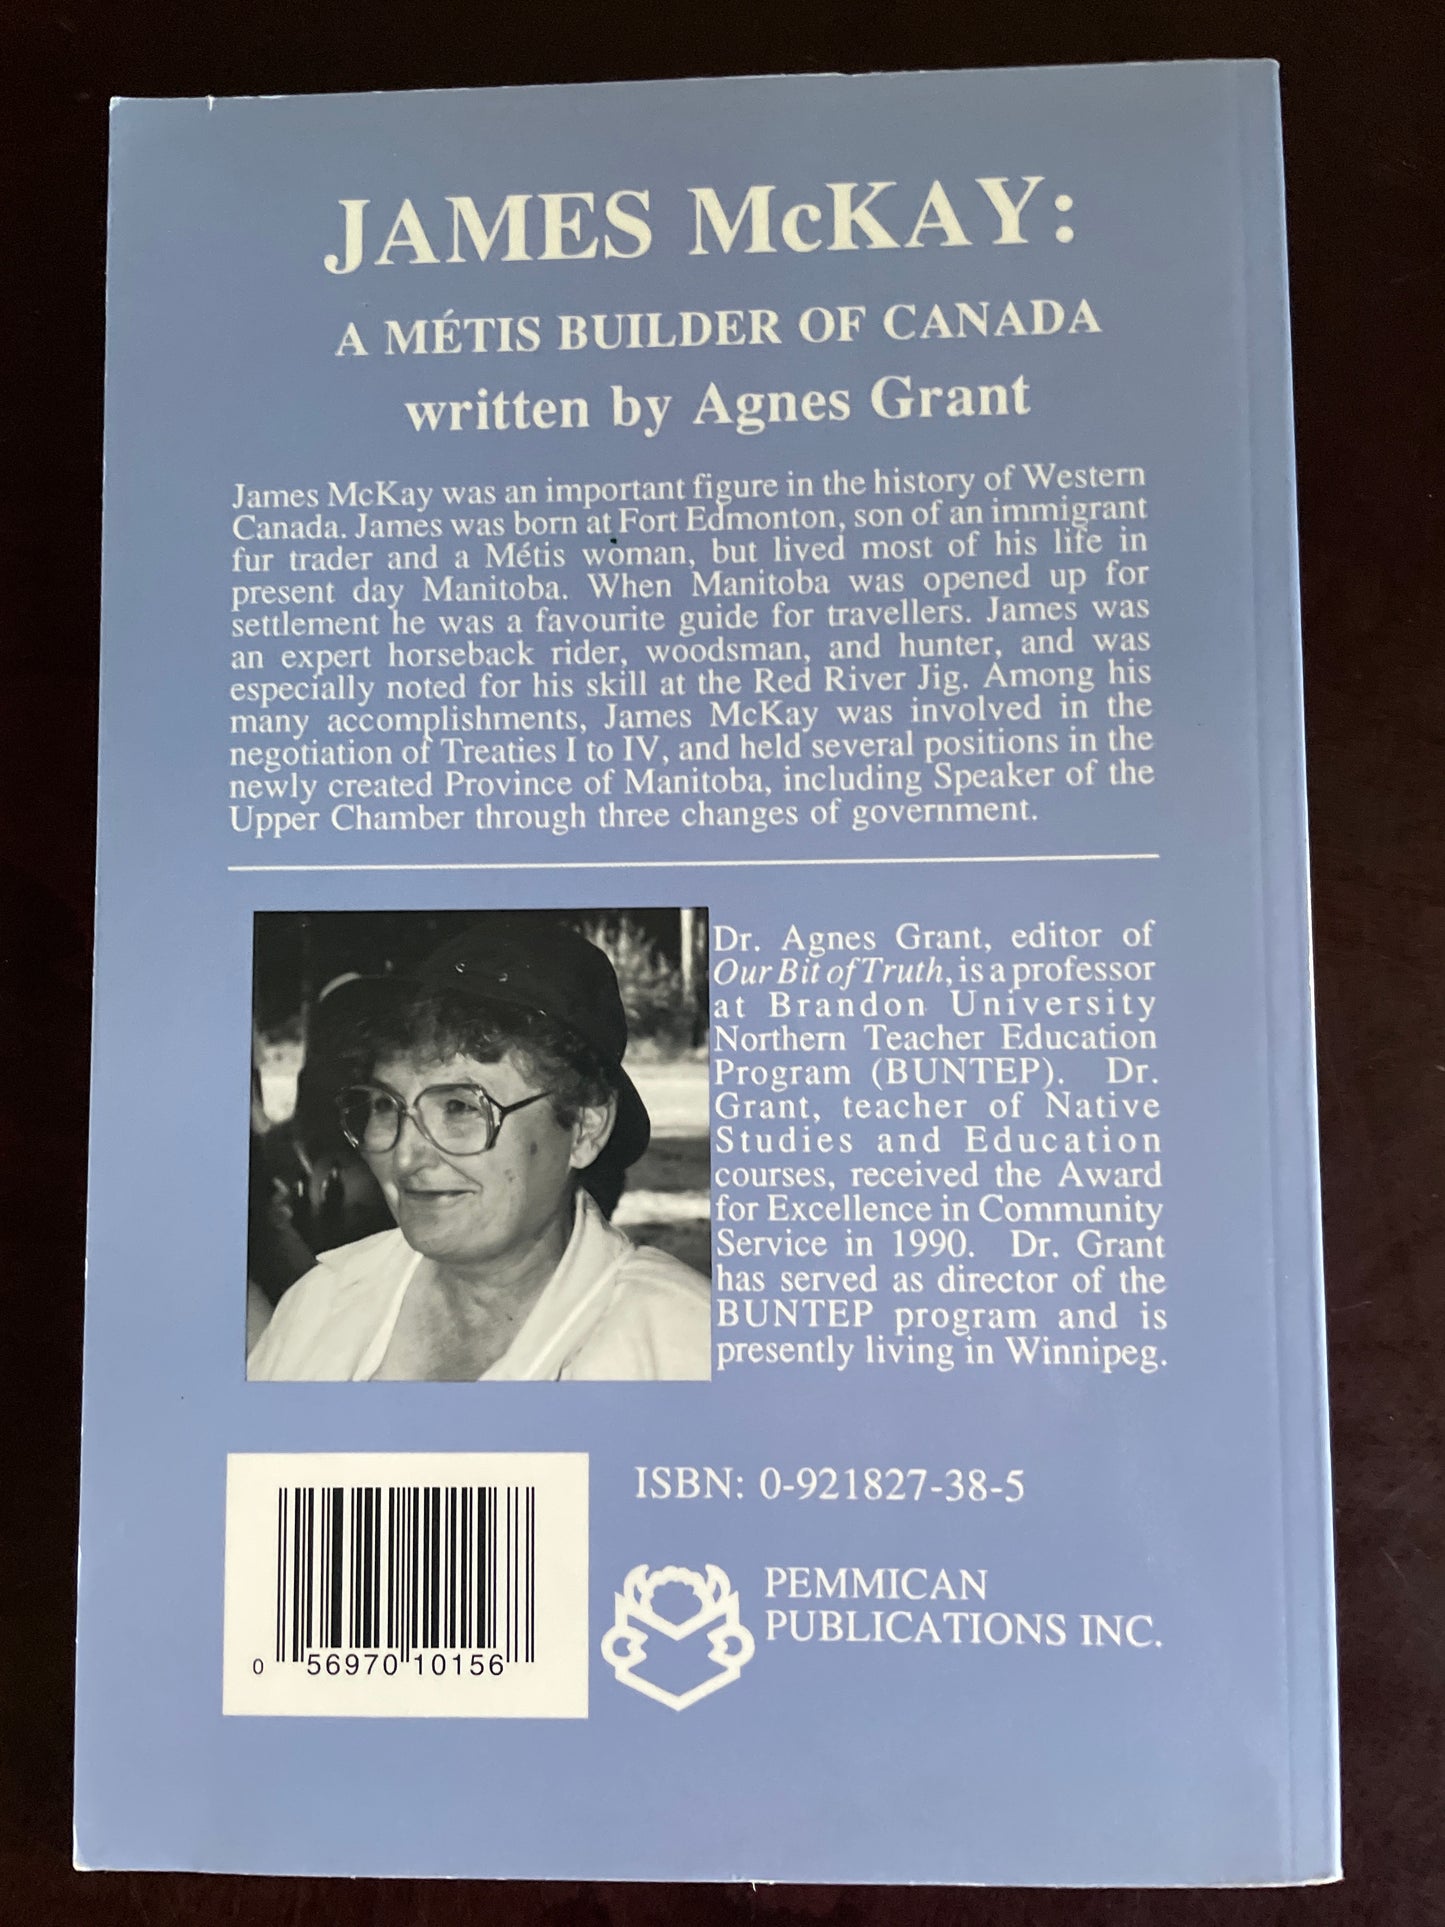 JAMES McKAY:
A MÉTIS BUILDER OF CANADA
written by Agnes Grant
James McKay was an important figure in the history of Western
Canada. James was born at Fort Edmonton, son of an immigrant
fur trader and a Métis woman, but lived most of his life in
present day Manitoba. When Manitoba was opened up for
settlement he was a favourite guide for travellers. James was
an expert horseback rider, woodsman, and hunter, and was
especially noted for his skill at the Red River Jig. Among his
many accomplishments, James McKay was involved in the
negotiation of Treaties I to IV, and held several positions in the
newly created Province of Manitoba, including Speaker of the
Upper Chamber through three changes of government.
Dr. Agnes Grant, editor of
Our Bit of Truth, is a professor
at Brandon University
Northern Teacher Education
Program (BUNTEP). Dr.
Grant, teacher of Native
Studies and Education
courses, received the Award
for Excellence in Community
Service in 1990. Dr. Grant
has served as director of the
BUNTEP program and is
presently living in Winnipeg.
ISBN: 0-921827-38-5
PEMMICAN
PUBLICATIONS INC.
0 56970 10156